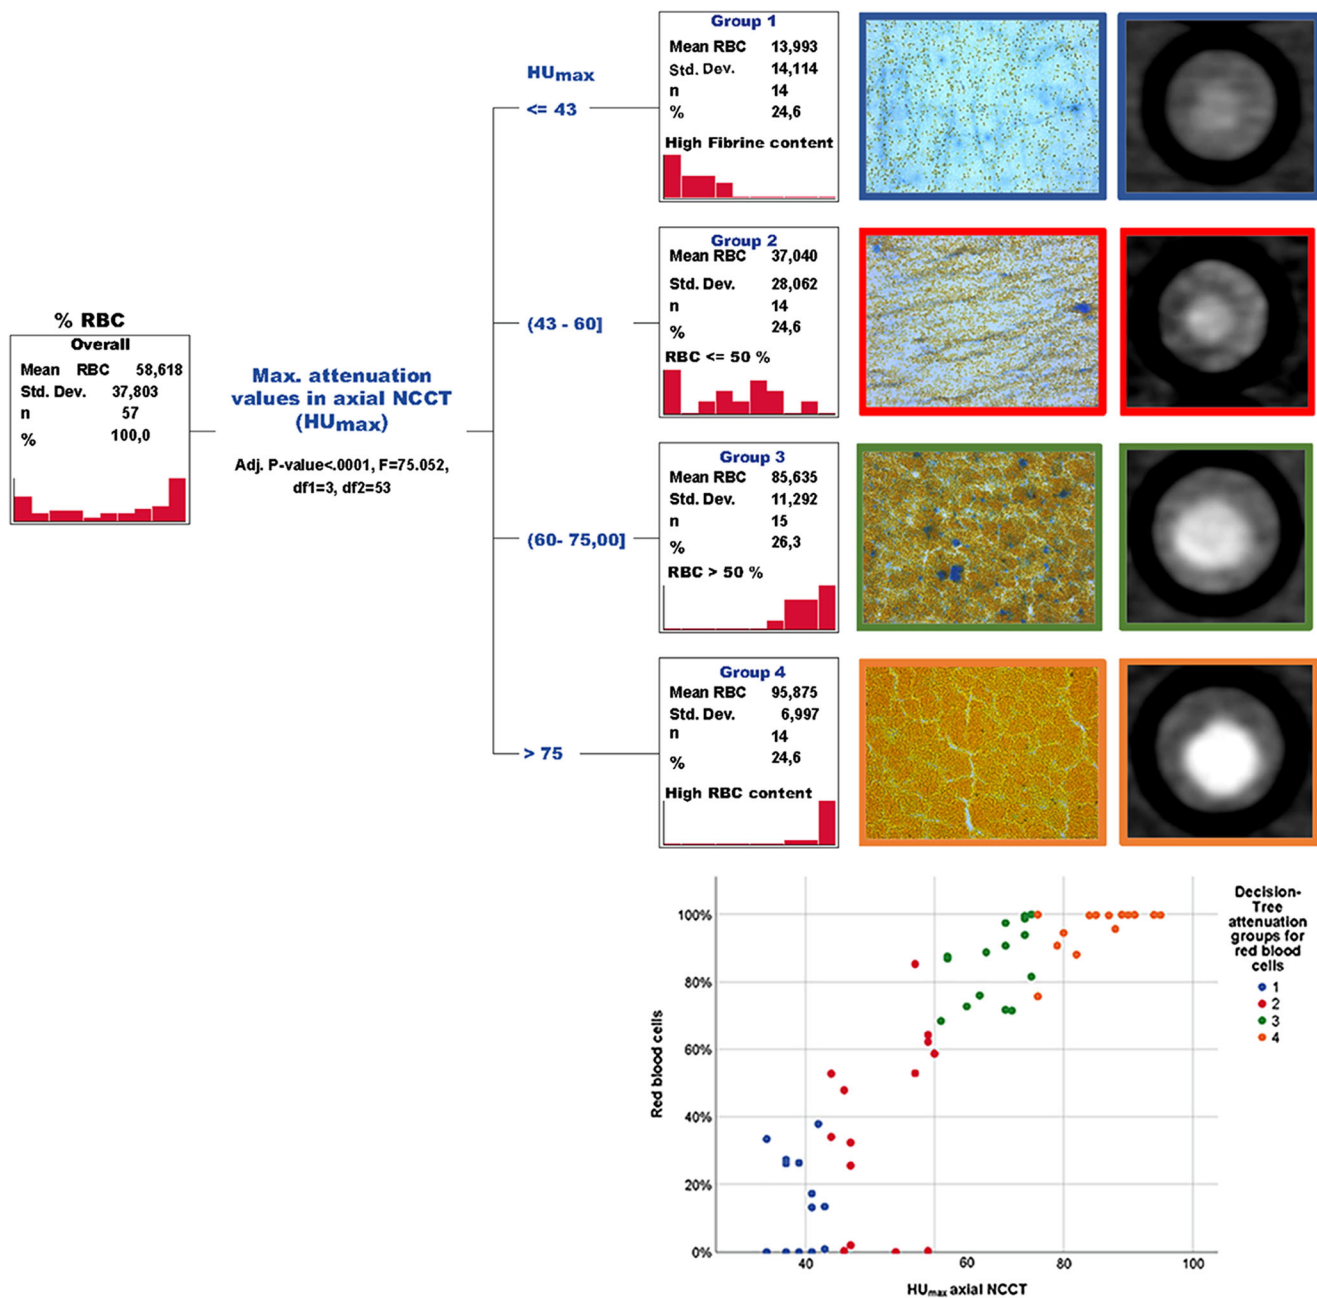 % RBC
Overall
Mean RBC 58,618
Std. Dev. 37,803
n 57
% 100,0
Max. attenuation
values in axial NCCT
(HUmax)
Adj. P-value<.0001, F=75.052,
df1=3, df2=53
HUmax
<= 43
(43 - 60]
(60- 75,00]
> 75
Group 1
Mean RBC 13,993
Std. Dev. 14,114
n 14
% 24,6
High Fibrine content
Group 2
Mean RBC 37,040
Std. Dev. 28,062
n 14
% 24,6
RBC <= 50 %
Group 3
Mean RBC 85,635
Std. Dev. 11,292
n 15
% 26,3
RBC > 50 %
Group 4
Mean RBC 95,875
Std. Dev. 6,997
n 14
% 24,6
High RBC content
Red blood cells
100%
80%
60%
40%
20%
0%
40 60 80 100
HUmax axial NCCT
Decision-
Tree
attenuation
groups for
red blood
cells
1
2
3
4